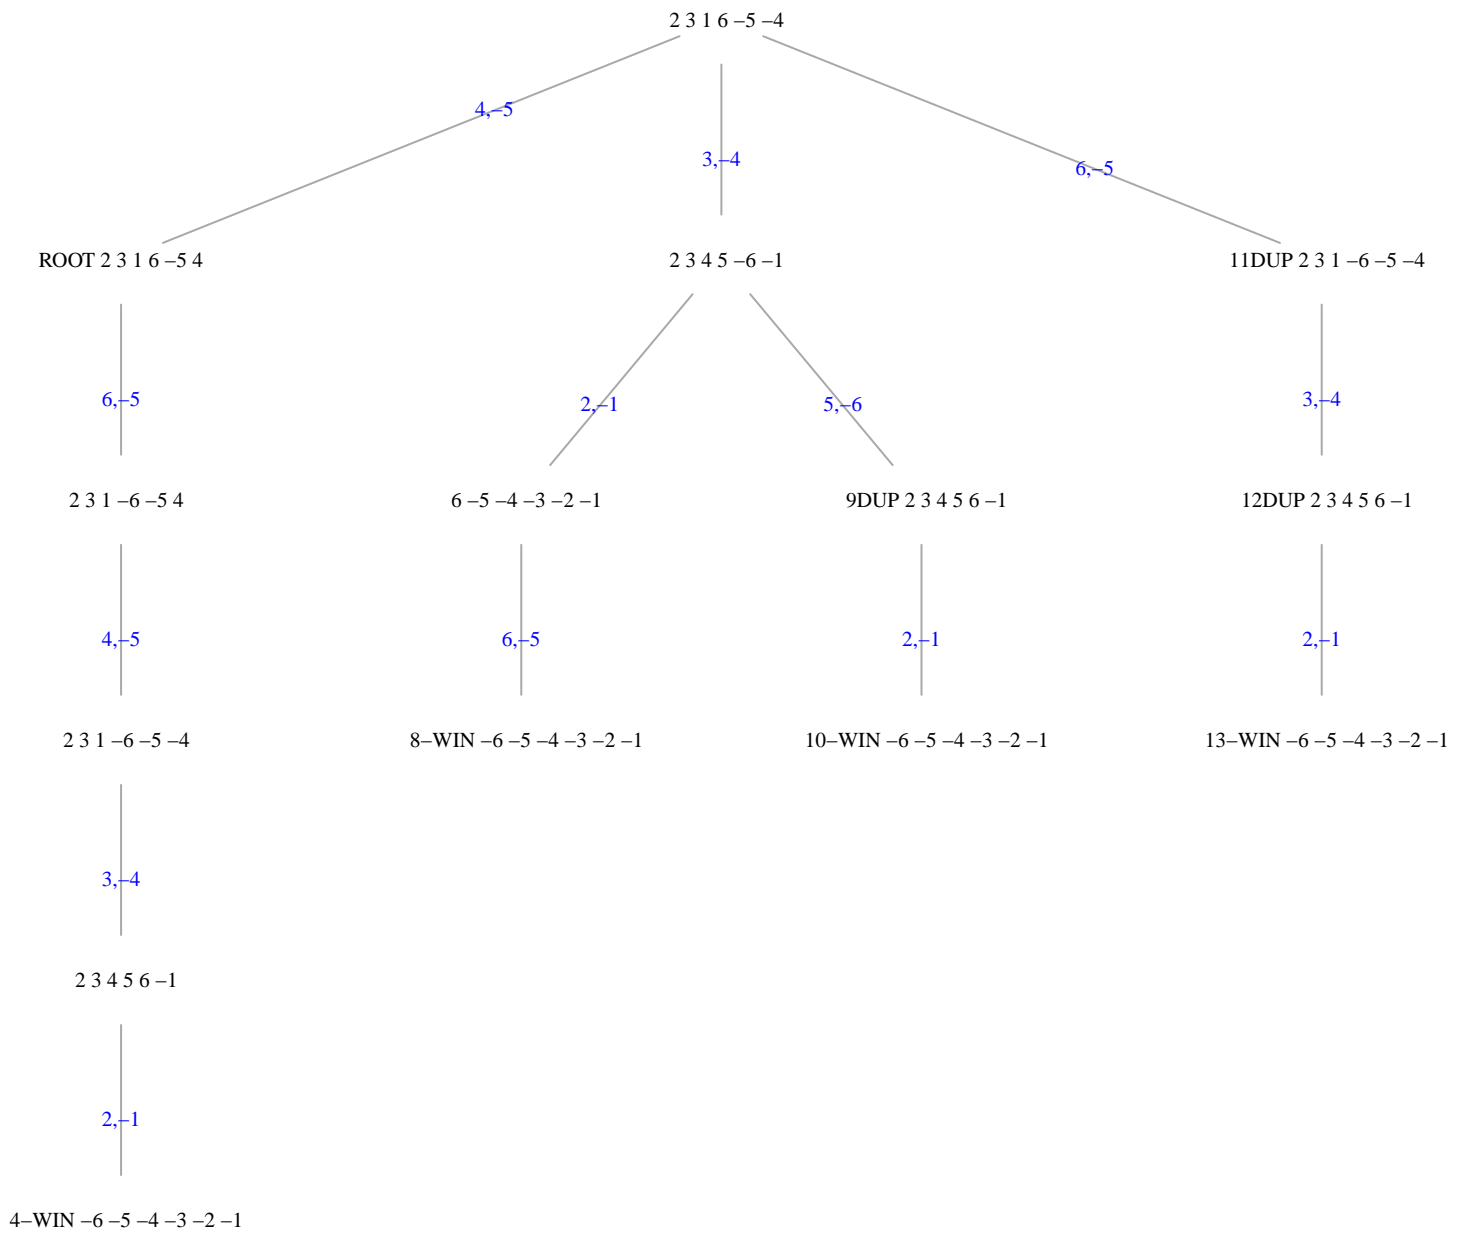 2 3 1 6 –5 –4
4,–5
3,–4
6,–5
ROOT 2 3 1 6 –5 4
2 3 4 5 –6 –1
11DUP 2 3 1 –6 –5 –4
6,–5
2,–1
5,–6
3,–4
2 3 1 –6 –5 4
6 –5 –4 –3 –2 –1
9DUP 2 3 4 5 6 –1
12DUP 2 3 4 5 6 –1
4,–5
6,–5
2,–1
2,–1
2 3 1 –6 –5 –4
8–WIN –6 –5 –4 –3 –2 –1
10–WIN –6 –5 –4 –3 –2 –1
13–WIN –6 –5 –4 –3 –2 –1
3,–4
2 3 4 5 6 –1
2,–1
4–WIN –6 –5 –4 –3 –2 –1